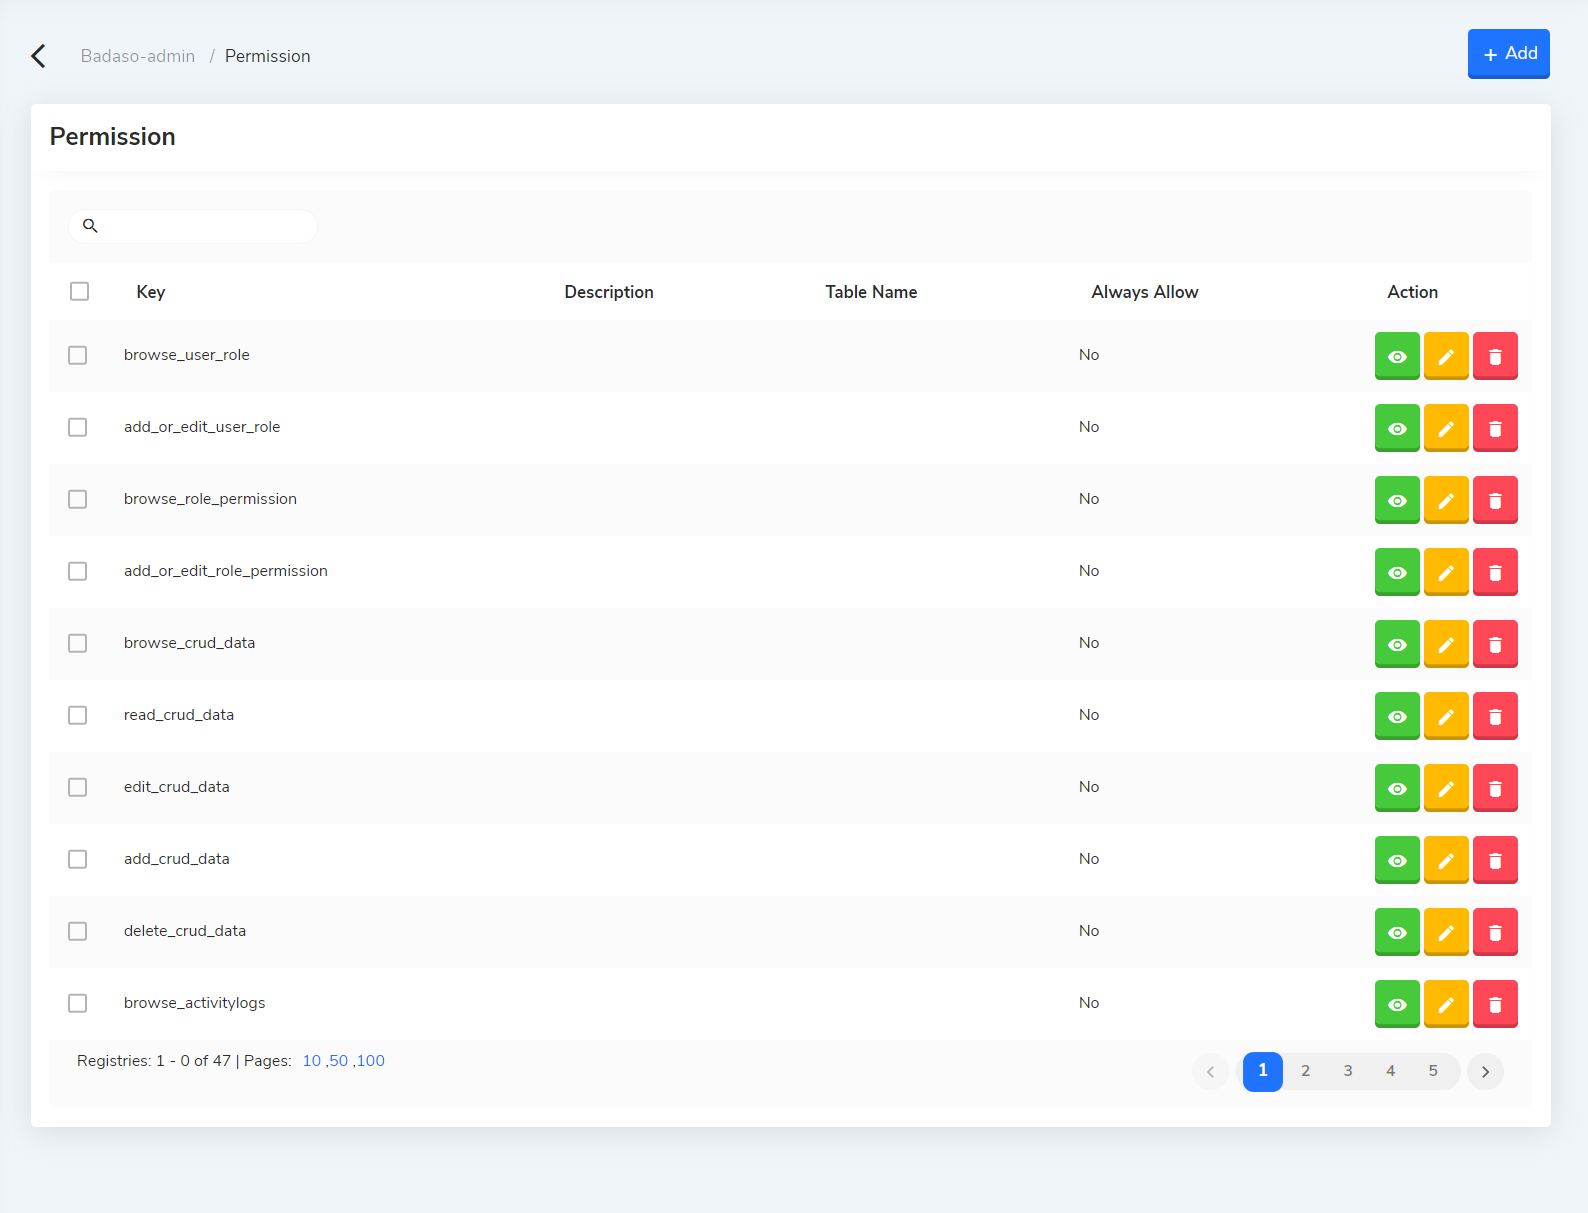 Badaso-admin / Permission
+ Add
Permission
Key Description Table Name Always Allow Action
browse_user_role No
add_or_edit_user_role No
browse_role_permission No
add_or_edit_role_permission No
browse_crud_data No
read_crud_data No
edit_crud_data No
add_crud_data No
delete_crud_data No
browse_activitylogs No
Registries: 1 - 0 of 47 | Pages: 10 ,50 ,100
1 2 3 4 5